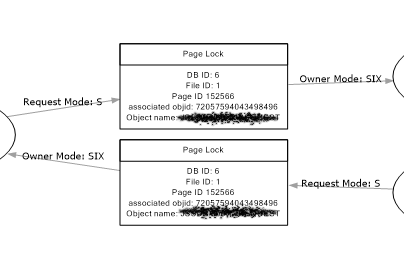 Page Lock
DB ID: 6
File ID: 1
Page ID 152566
associated objid: 72057594043498496
Object name:
Request Mode: S
Owner Mode: SIX
Page Lock
DB ID: 6
File ID: 1
Page ID 152566
associated objid: 72057594043498496
Object name:
Owner Mode: SIX
Request Mode: S